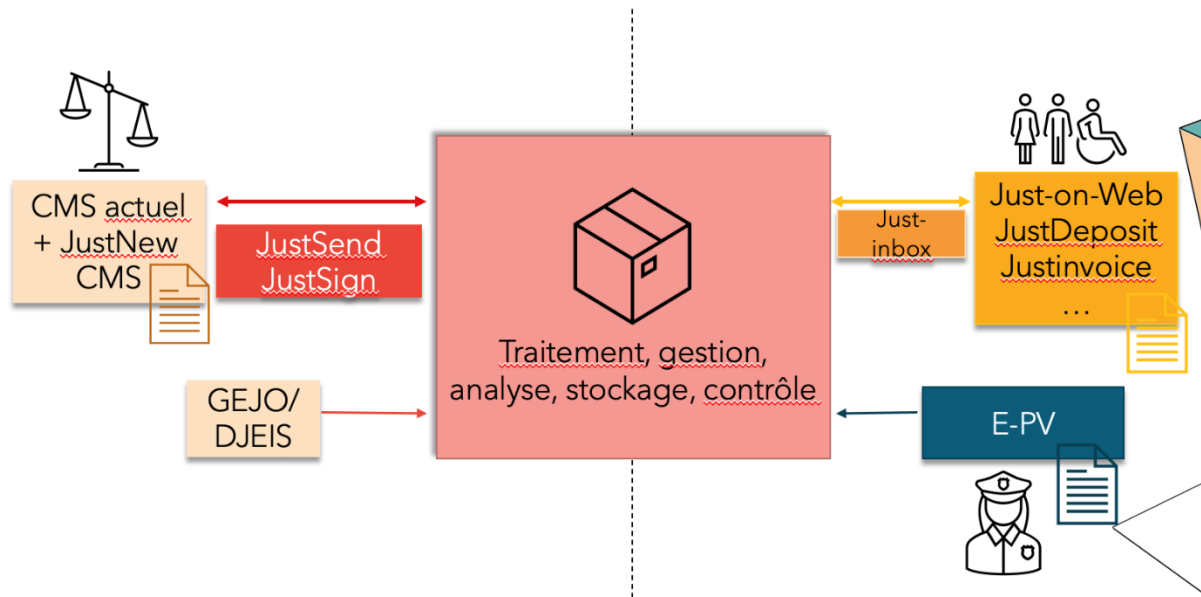 CMS actuel
+ JustNew
CMS
JustSend
JustSign
GEJO/
DJEIS
Traitement, gestion,
analyse, stockage, contrôle
Just-
inbox
Just-on-Web
JustDeposit
Justinvoice
...
E-PV